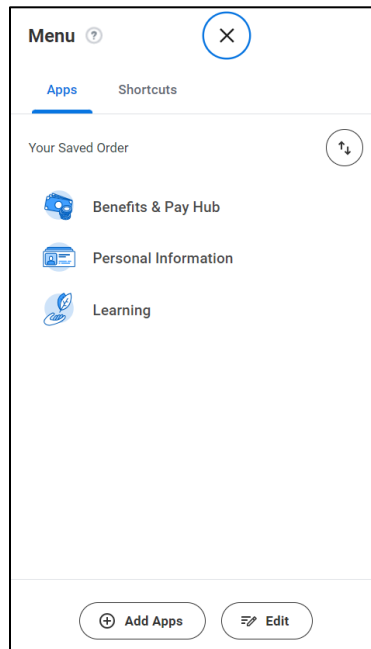 Menu ?
Apps Shortcuts
Your Saved Order
Benefits & Pay Hub
Personal Information
Learning
Add Apps Edit